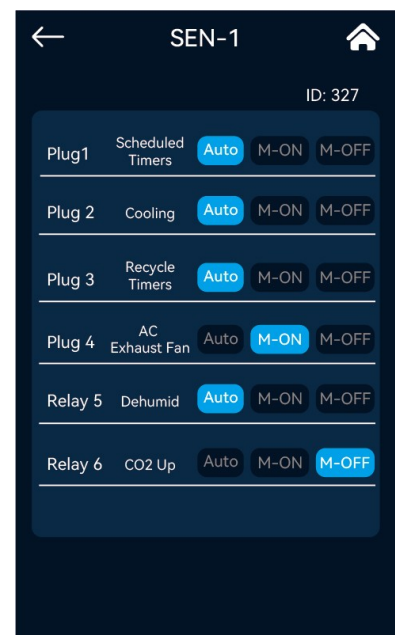 SEN-1
ID: 327
Plug1 Scheduled Timers Auto M-ON M-OFF
Plug 2 Cooling Auto M-ON M-OFF
Plug 3 Recycle Timers Auto M-ON M-OFF
Plug 4 AC Exhaust Fan Auto M-ON M-OFF
Relay 5 Dehumid Auto M-ON M-OFF
Relay 6 CO2 Up Auto M-ON M-OFF